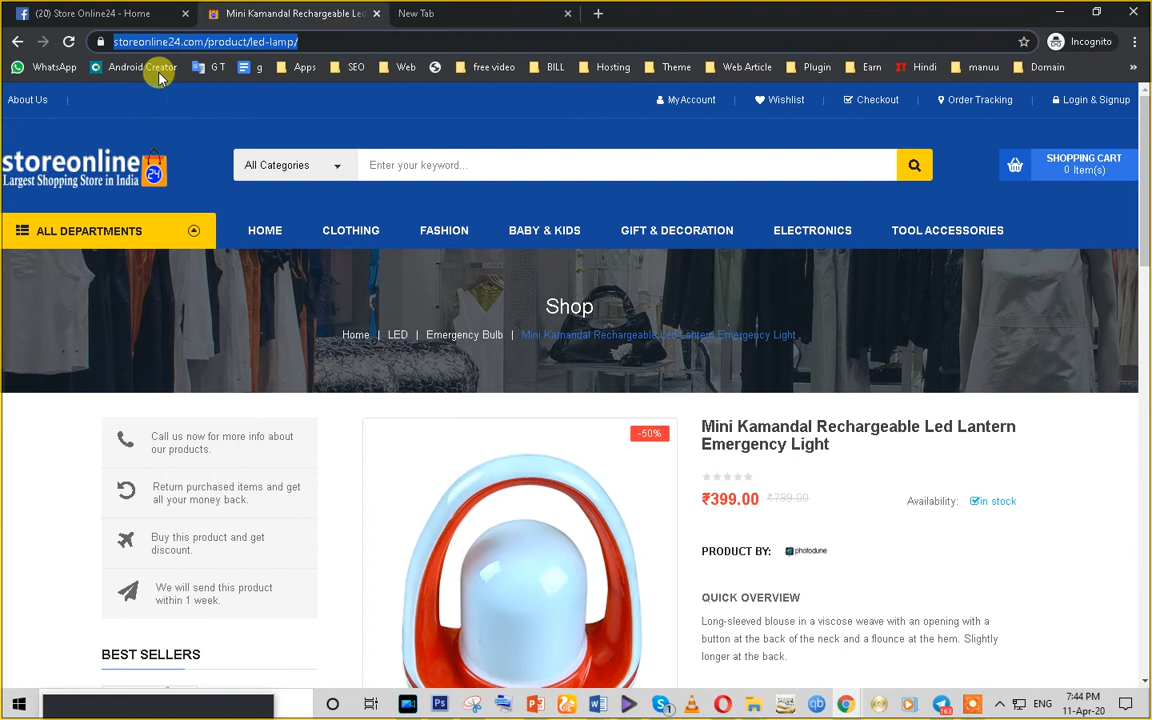 (20) Store Online24 - Home
Mini Kamandal Rechargeable Led
New Tab
storeonline24.com/product/led-lamp/
Incognito
WhatsApp
Android Creator
G T
g
Apps
SEO
Web
free video
BILL
Hosting
Theme
Web Article
Plugin
Earn
Hindi
manuu
Domain
About Us
MyAccount
Wishlist
Checkout
Order Tracking
Login & Signup
storeonline
24
Largest Shopping Store in India
All Categories
Enter your keyword...
SHOPPING CART
0 Item(s)
ALL DEPARTMENTS
HOME
CLOTHING
FASHION
BABY & KIDS
GIFT & DECORATION
ELECTRONICS
TOOL ACCESSORIES
Shop
Home | LED | Emergency Bulb | Mini Kamandal Rechargeable Led Lantern Emergency Light
Call us now for more info about
our products.
Return purchased items and get
all your money back.
Buy this product and get
discount.
We will send this product
within 1 week.
BEST SELLERS
-50%
Mini Kamandal Rechargeable Led Lantern
Emergency Light
₹399.00 ₹799.00
Availability: in stock
PRODUCT BY: photodune
QUICK OVERVIEW
Long-sleeved blouse in a viscose weave with an opening with a
button at the back of the neck and a flounce at the hem. Slightly
longer at the back.
ENG
7:44 PM
11-Apr-20